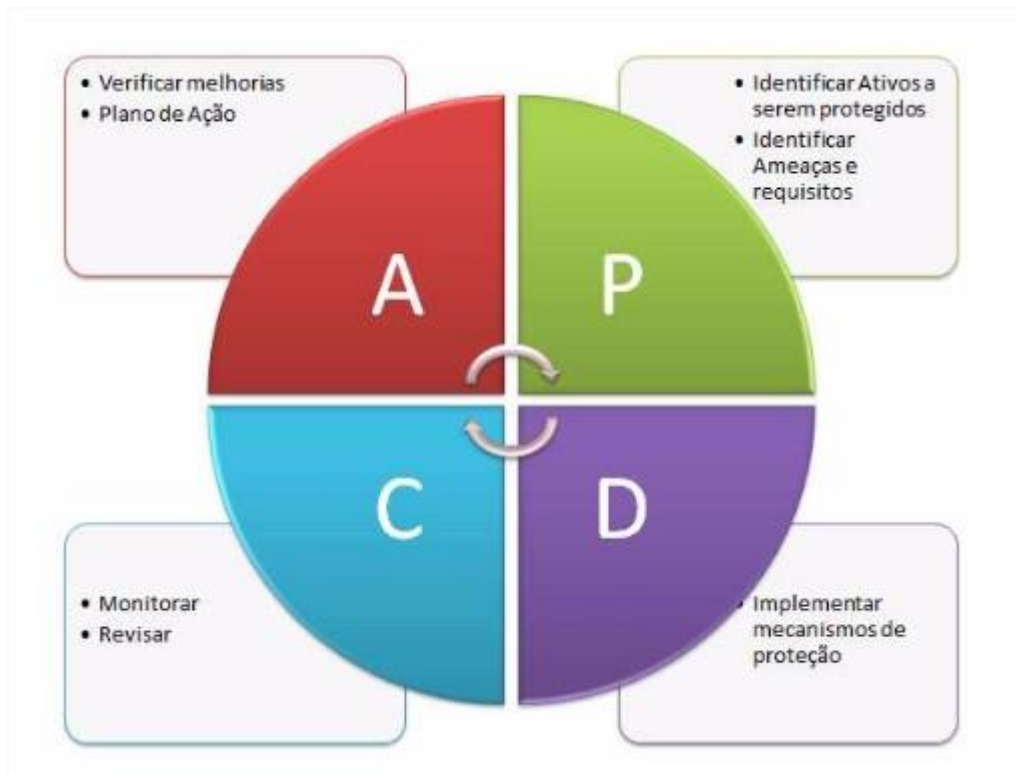 • Verificar melhorias
• Plano de Ação
• Identificar Ativos a
serem protegidos
• Identificar
Ameaças e
requisitos
A
P
C
D
• Monitorar
• Revisar
• Implementar
mecanismos de
proteção